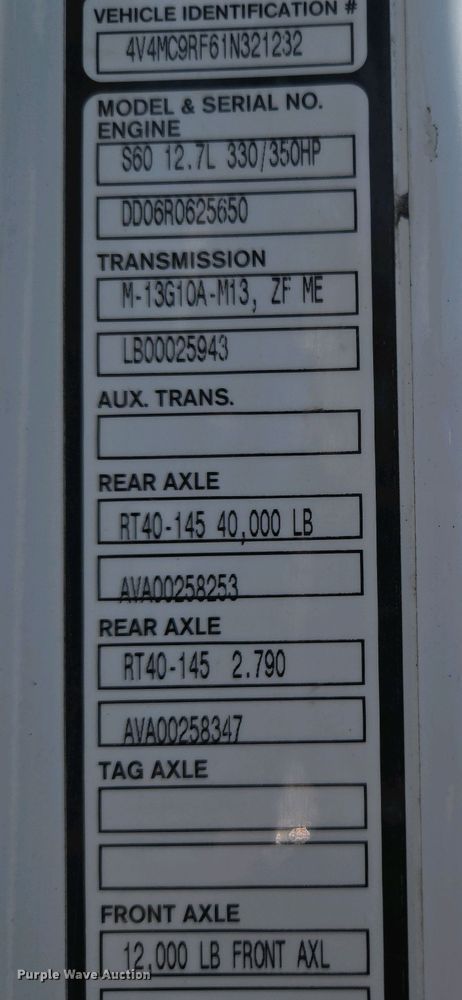 VEHICLE IDENTIFICATION #
4V4MC9RF61N321232
MODEL & SERIAL NO.
ENGINE
S60 12.7L 330/350HP
DD06R0625650
TRANSMISSION
M-13G10A-M13, ZF ME
LB00025943
AUX. TRANS.
REAR AXLE
RT40-145 40,000 LB
AVA00258253
REAR AXLE
RT40-145 2.790
AVA00258347
TAG AXLE
FRONT AXLE
12,000 LB FRONT AXL
Purple Wave Auction